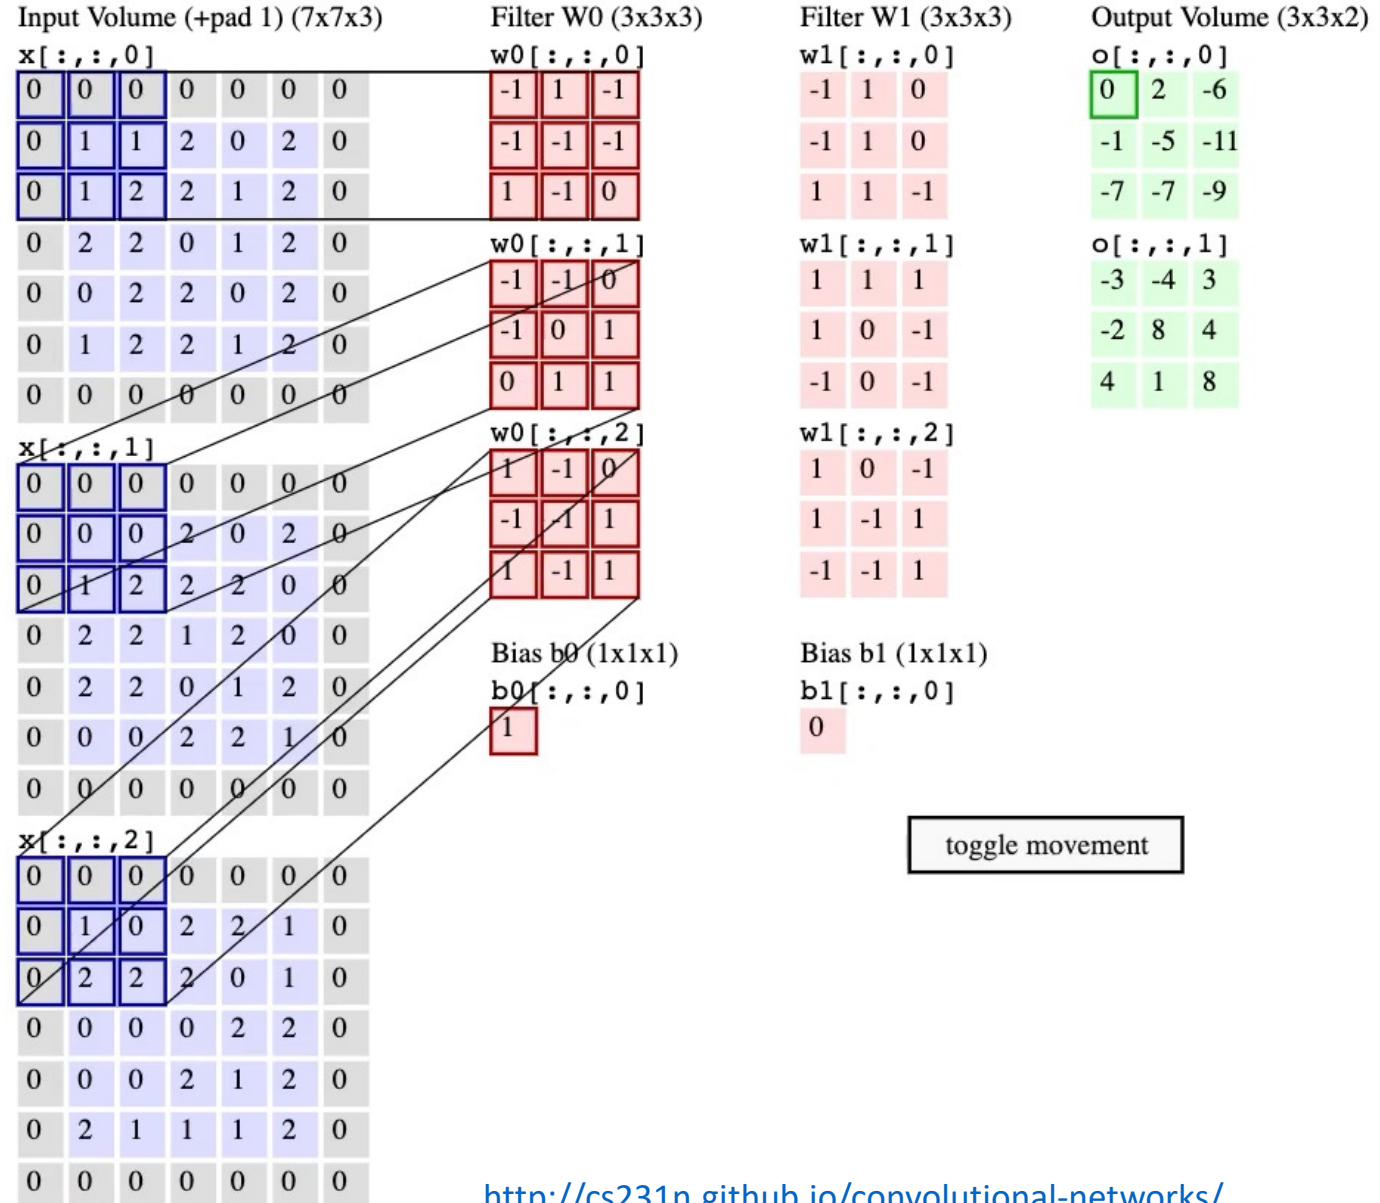 Input Volume (+pad 1) (7x7x3)
x[:,:,0]
0 0 0 0 0 0 0
0 1 1 2 0 2 0
0 1 2 2 1 2 0
0 2 2 0 1 2 0
0 0 2 2 0 2 0
0 1 2 2 1 2 0
0 0 0 0 0 0 0
x[:,:,1]
0 0 0 0 0 0 0
0 0 0 2 0 2 0
0 1 2 2 2 0 0
0 2 2 1 2 0 0
0 2 2 0 1 2 0
0 0 0 2 2 1 0
0 0 0 0 0 0 0
x[:,:,2]
0 0 0 0 0 0 0
0 1 0 2 2 1 0
0 2 2 2 0 1 0
0 0 0 0 2 2 0
0 0 0 2 1 2 0
0 2 1 1 1 2 0
0 0 0 0 0 0 0
Filter W0 (3x3x3)
w0[:,:,0]
-1 1 -1
-1 -1 -1
1 -1 0
w0[:,:,1]
-1 -1 0
-1 0 1
0 1 1
w0[:,:,2]
1 -1 0
-1 -1 1
1 -1 1
Bias b0 (1x1x1)
b0[:,:,0]
1
Filter W1 (3x3x3)
w1[:,:,0]
-1 1 0
-1 1 0
1 1 -1
w1[:,:,1]
1 1 1
1 0 -1
-1 0 -1
w1[:,:,2]
1 0 -1
1 -1 1
-1 -1 1
Bias b1 (1x1x1)
b1[:,:,0]
0
Output Volume (3x3x2)
o[:,:,0]
0 2 -6
-1 -5 -11
-7 -7 -9
o[:,:,1]
-3 -4 3
-2 8 4
4 1 8
toggle movement
http://cs231n.github.io/convolutional-networks/